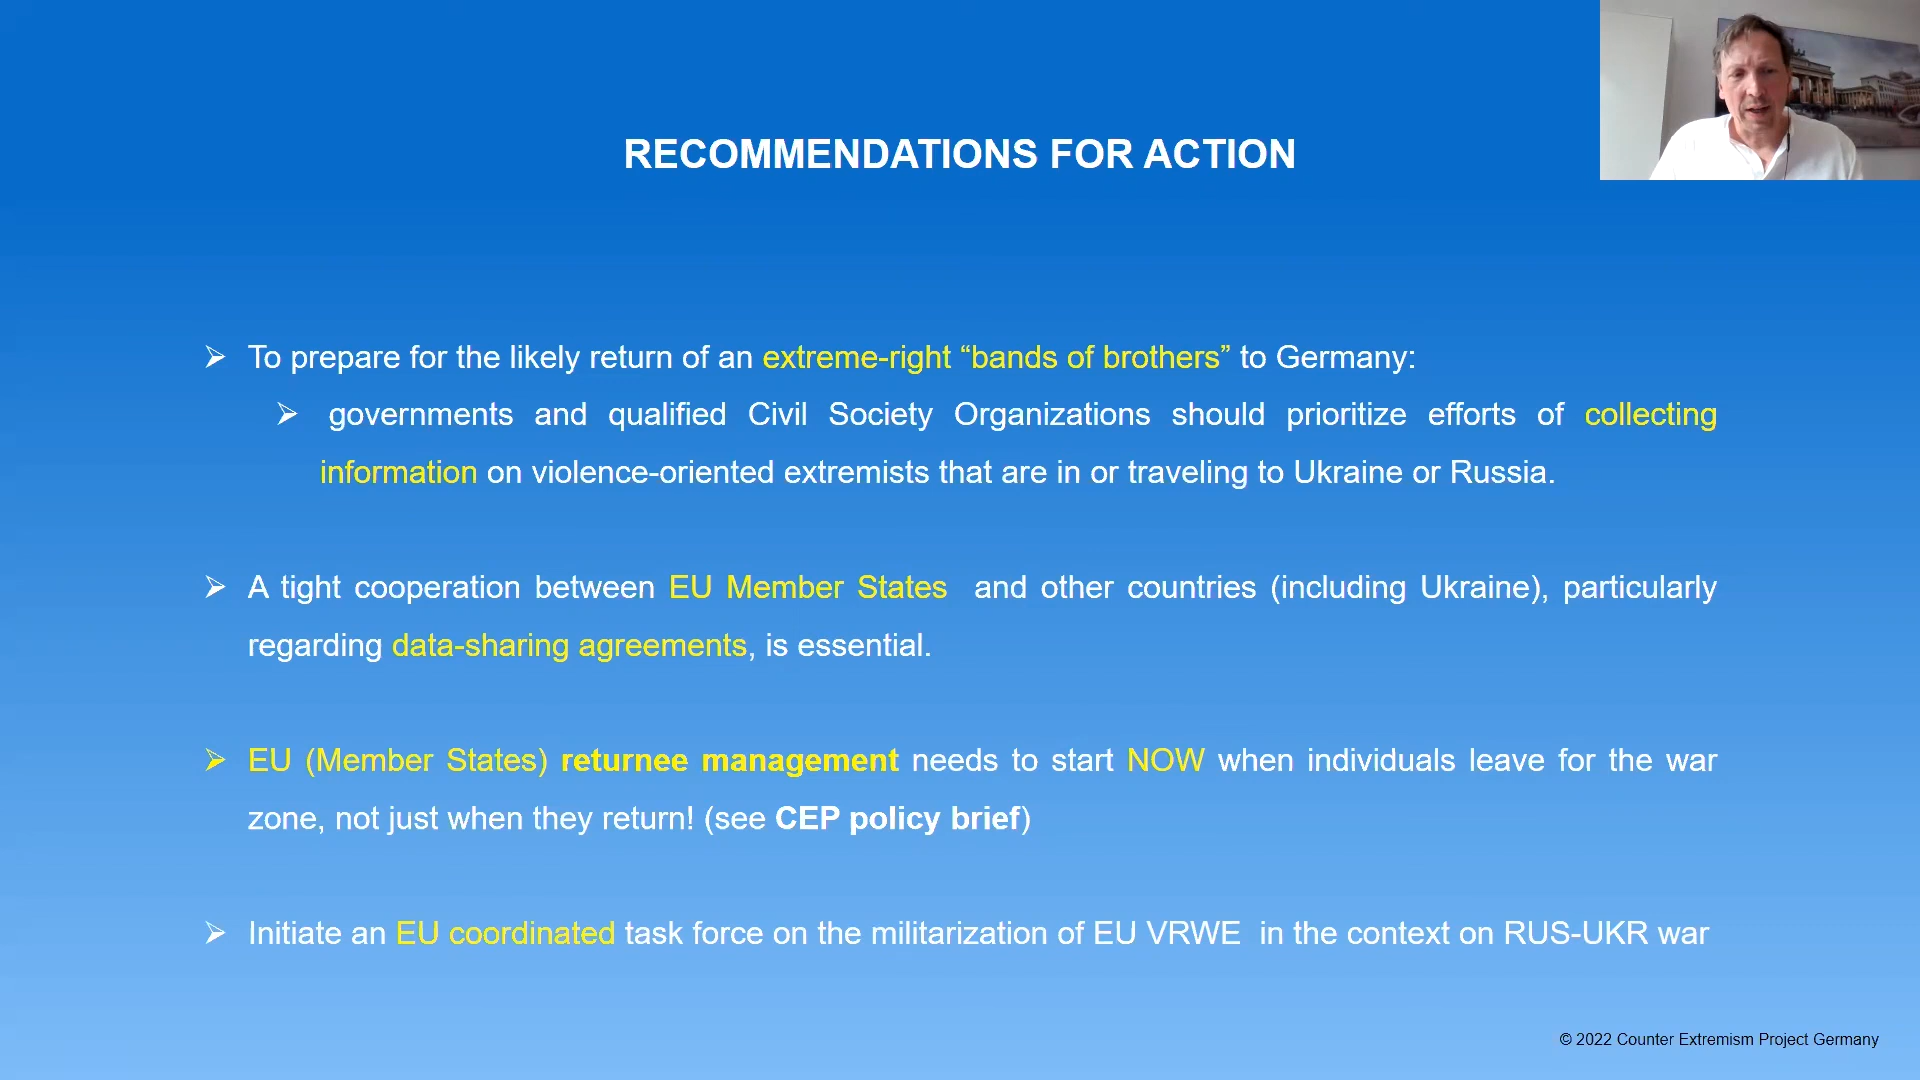 RECOMMENDATIONS FOR ACTION
➢ To prepare for the likely return of an extreme-right “bands of brothers” to Germany:
➢ governments and qualified Civil Society Organizations should prioritize efforts of collecting
information on violence-oriented extremists that are in or traveling to Ukraine or Russia.
➢ A tight cooperation between EU Member States and other countries (including Ukraine), particularly
regarding data-sharing agreements, is essential.
➢ EU (Member States) returnee management needs to start NOW when individuals leave for the war
zone, not just when they return! (see CEP policy brief)
➢ Initiate an EU coordinated task force on the militarization of EU VRWE in the context on RUS-UKR war
© 2022 Counter Extremism Project Germany